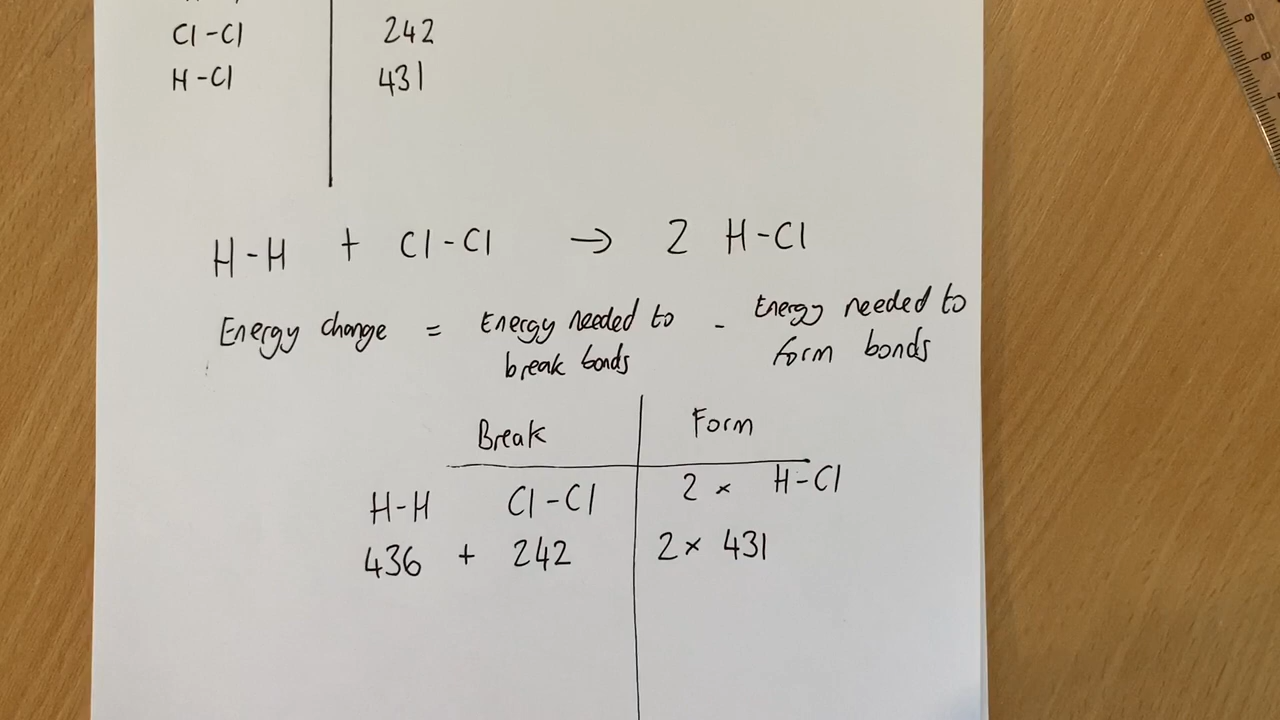 Cl-Cl 242
H-Cl 431
H-H + Cl-Cl → 2 H-Cl
Energy change = Energy needed to break bonds - Energy needed to form bonds
Break Form
H-H Cl-Cl 2 × H-Cl
436 + 242 2 × 431